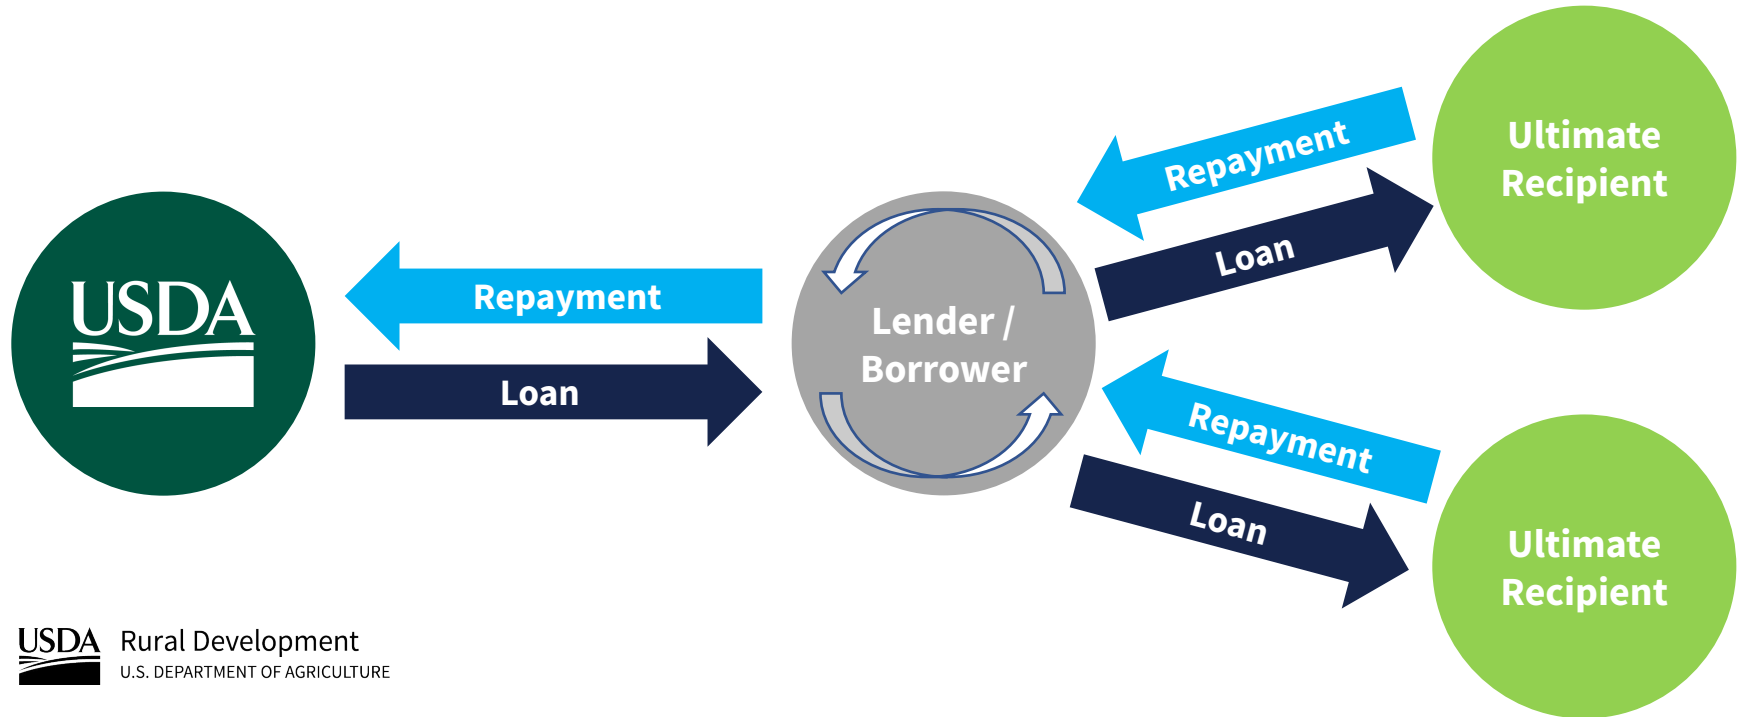 USDA
Repayment
Loan
Lender /
Borrower
Repayment
Loan
Repayment
Loan
Ultimate
Recipient
Ultimate
Recipient
USDA
Rural Development
U.S. DEPARTMENT OF AGRICULTURE